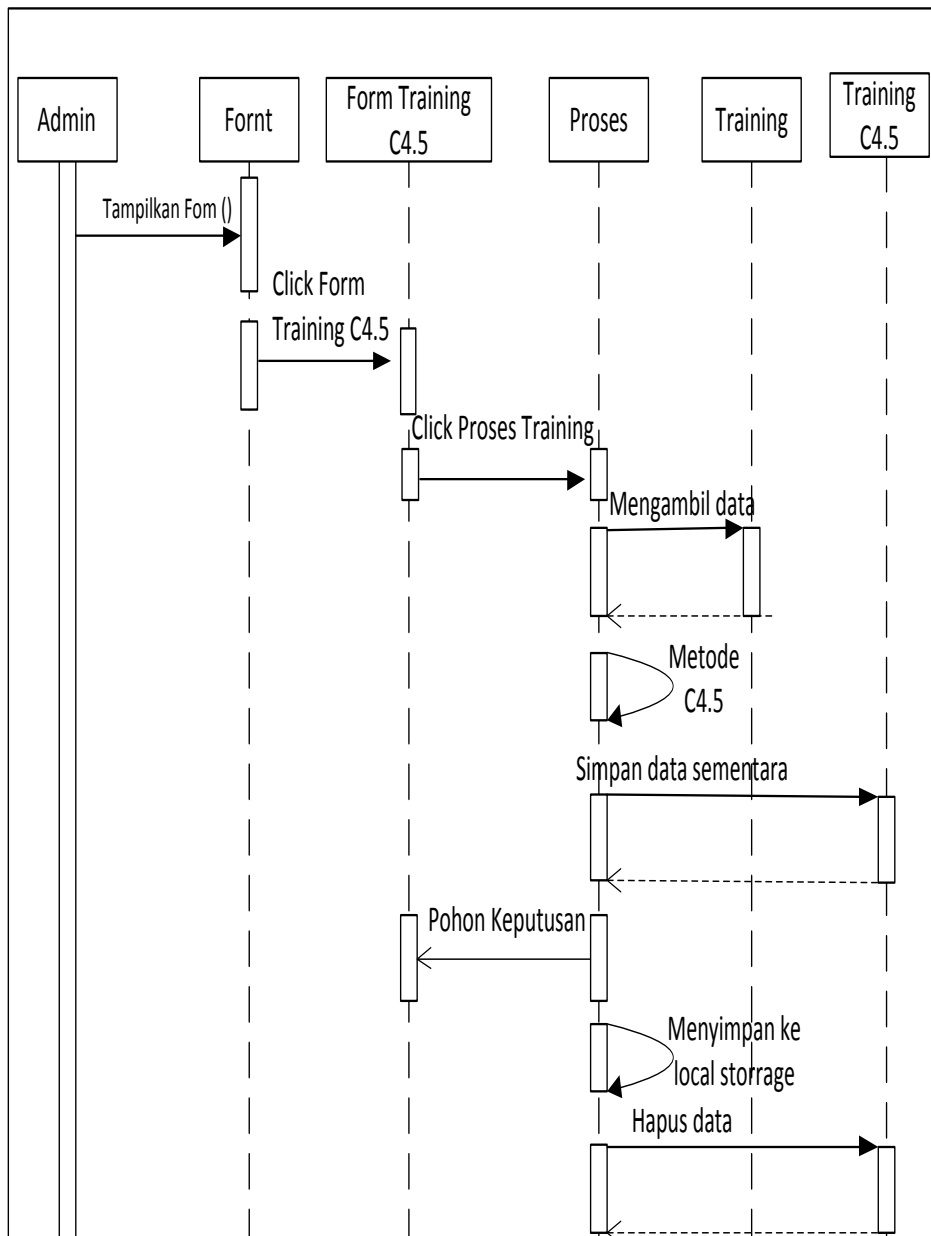 Admin
Fornt
Form Training
C4.5
Proses
Training
Training
C4.5
Tampilkan Fom ()
Click Form
Training C4.5
Click Proses Training
Mengambil data
Metode
C4.5
Simpan data sementara
Pohon Keputusan
Menyimpan ke
local storrage
Hapus data